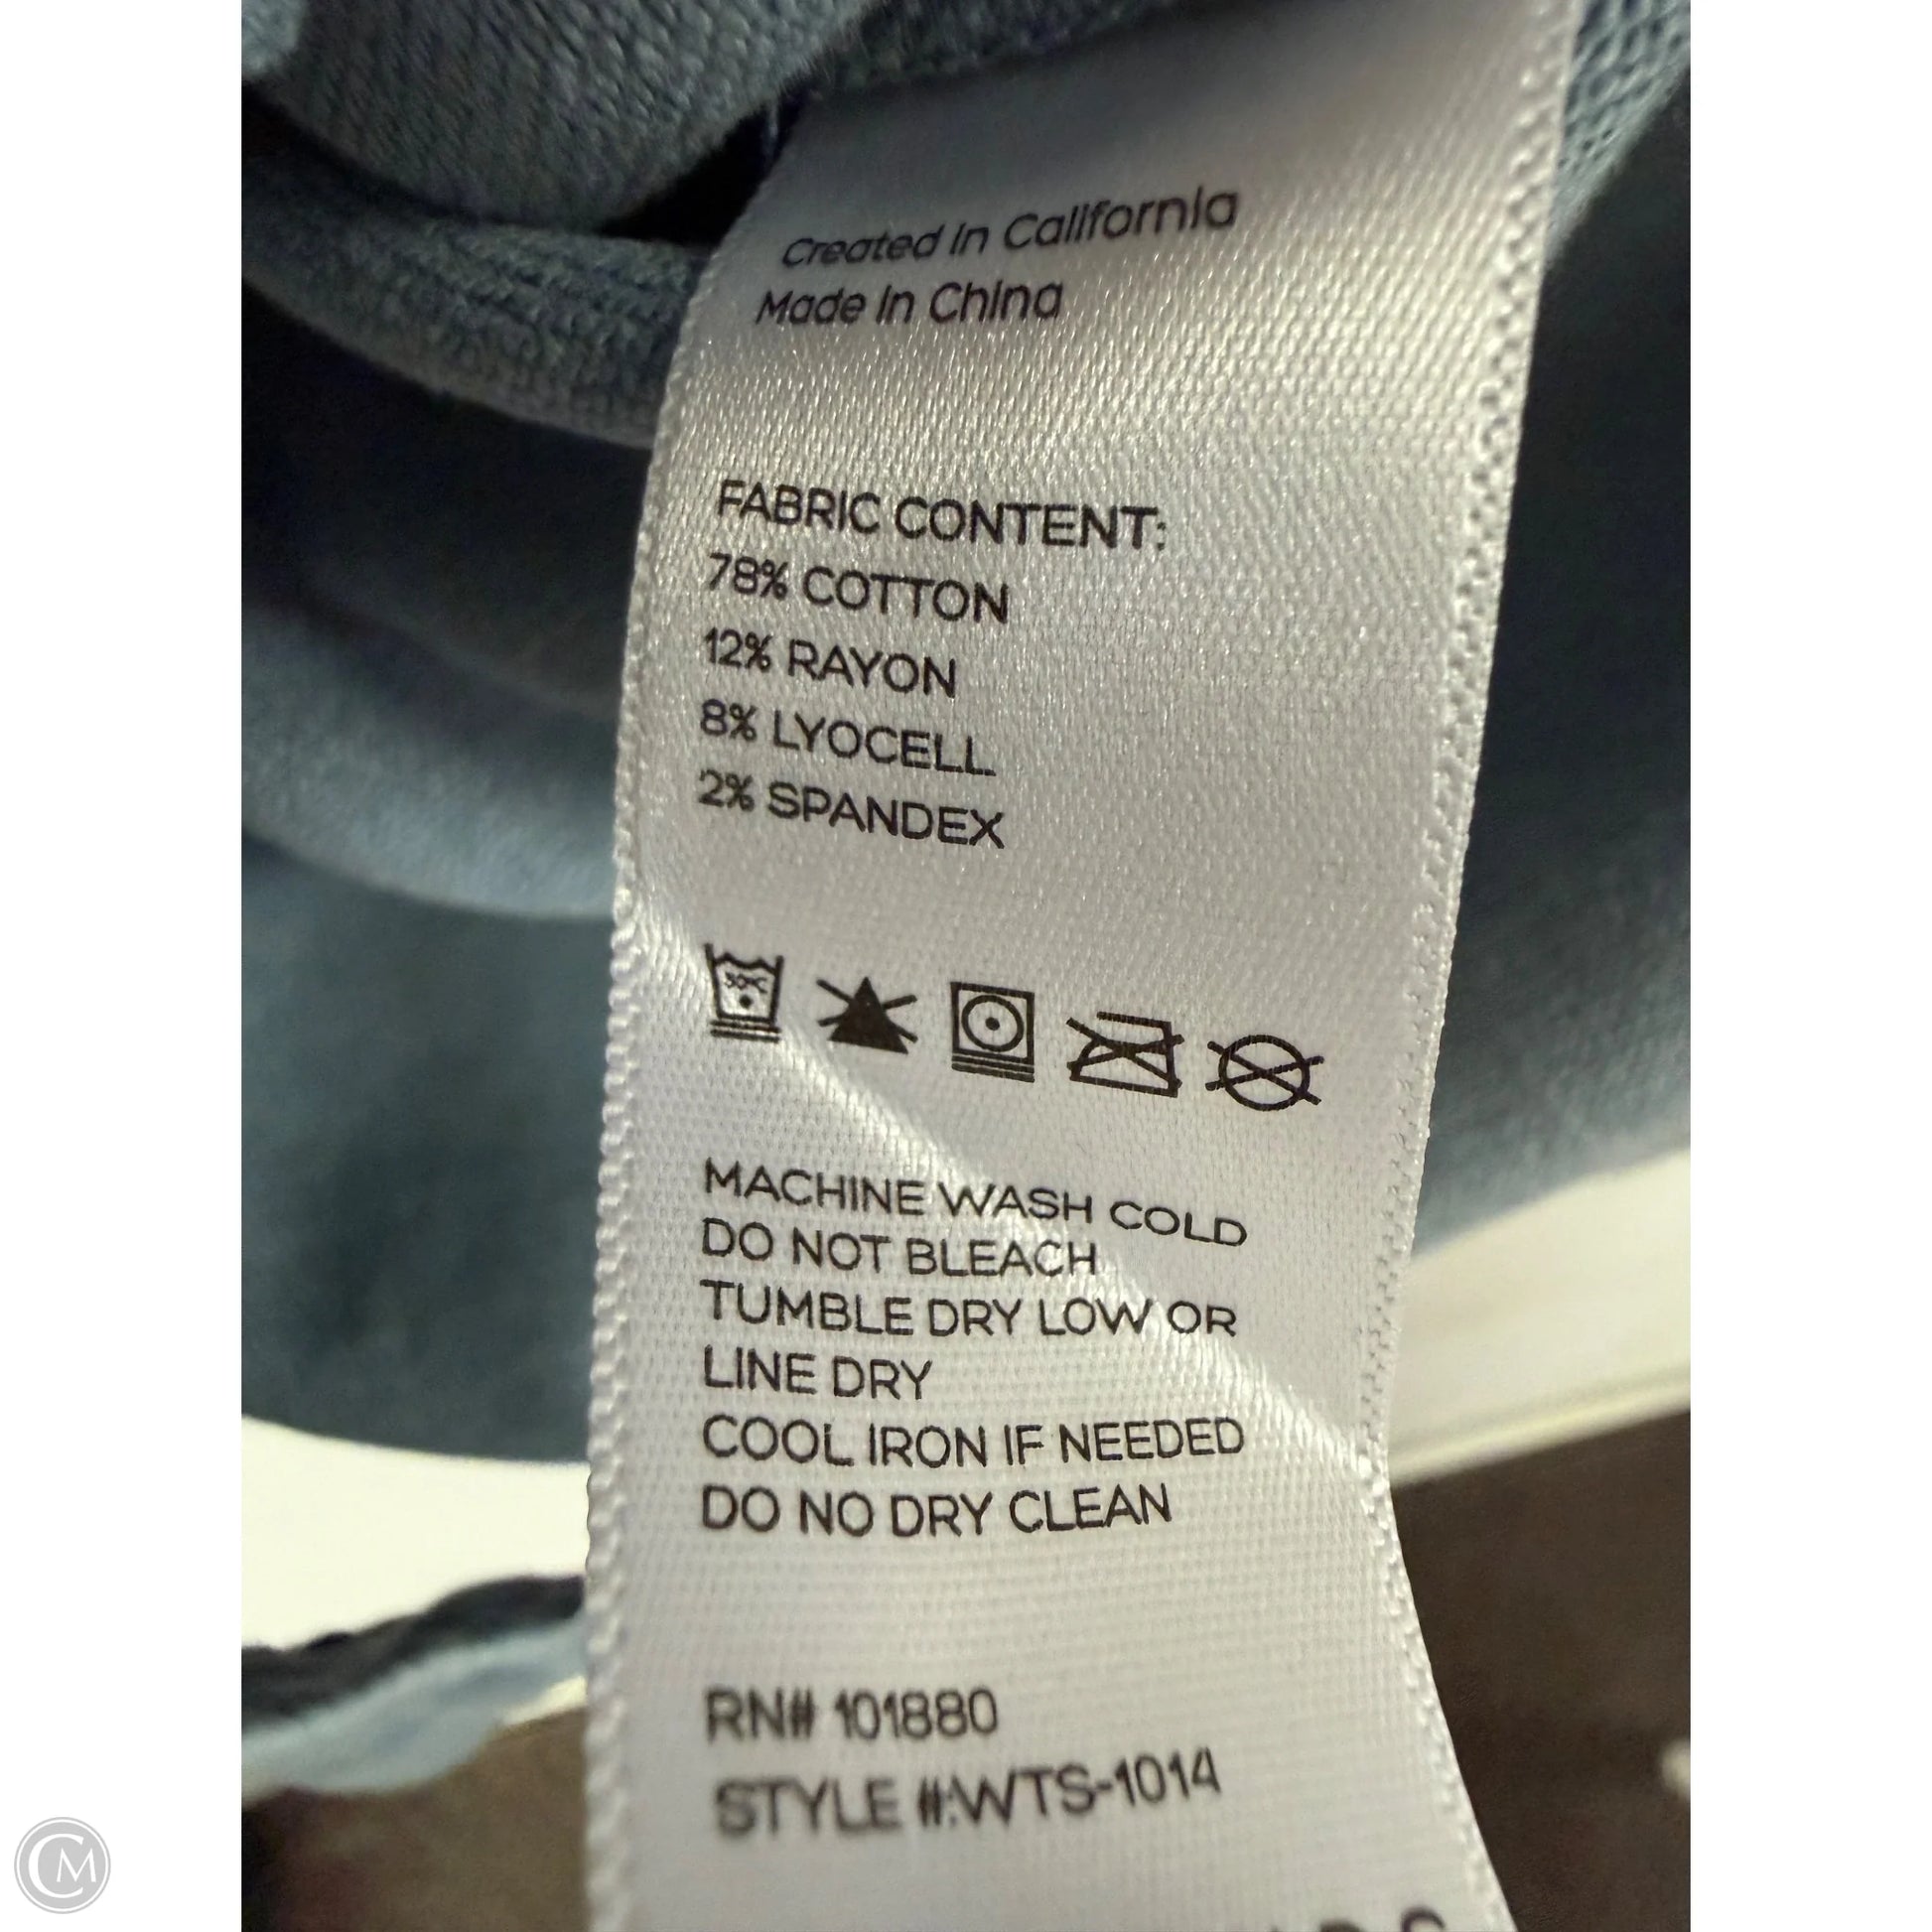 Created in California
Made in China
FABRIC CONTENT:
78% COTTON
12% RAYON
8% LYOCELL
2% SPANDEX
30°C
MACHINE WASH COLD
DO NOT BLEACH
TUMBLE DRY LOW OR
LINE DRY
COOL IRON IF NEEDED
DO NO DRY CLEAN
RN# 101880
STYLE #:WTS-1014
CM